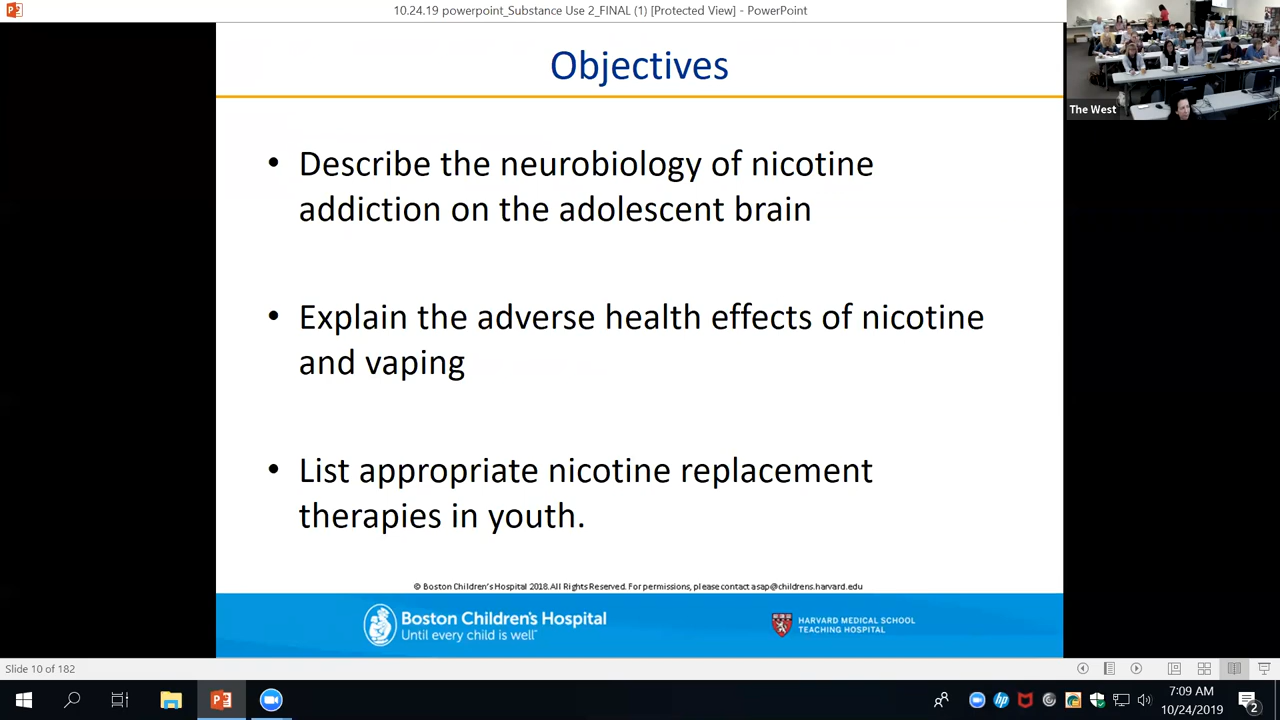 10.24.19 powerpoint_Substance Use 2_FINAL (1) [Protected View] - PowerPoint
Objectives
The West
• Describe the neurobiology of nicotine
addiction on the adolescent brain
• Explain the adverse health effects of nicotine
and vaping
• List appropriate nicotine replacement
therapies in youth.
© Boston Children's Hospital 2018.All Rights Reserved. For permissions, please contact asap@childrens.harvard.edu
Boston Children's Hospital
Until every child is well™
HARVARD MEDICAL SCHOOL
TEACHING HOSPITAL
Slide 10 of 182
7:09 AM
10/24/2019
2